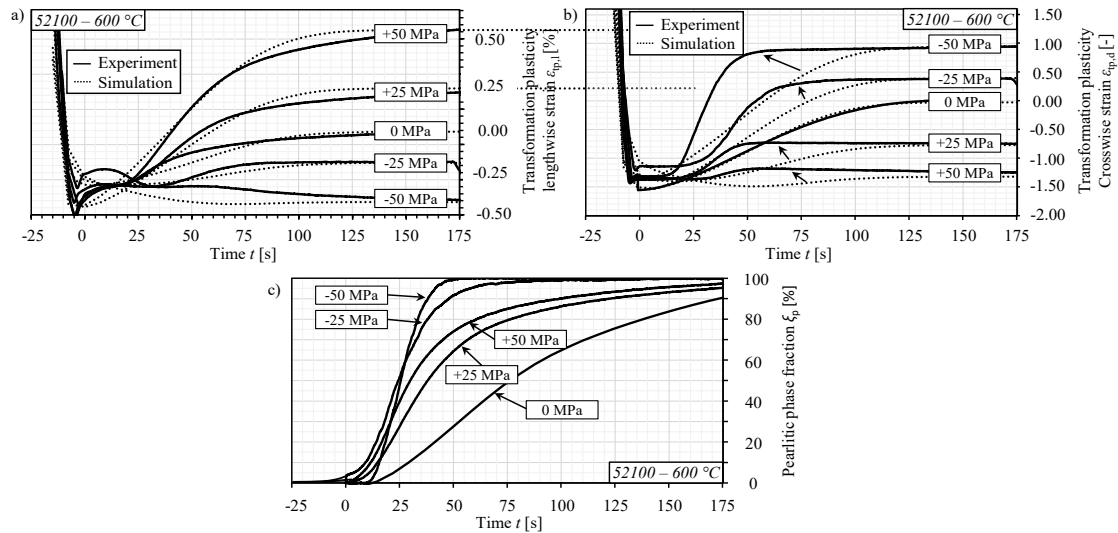 a)
52100 – 600 °C
Experiment
Simulation
+50 MPa
+25 MPa
0 MPa
-25 MPa
-50 MPa
0.50
0.25
0.00
-0.25
-0.50
Transformation plasticity
lengthwise strain εtp,l [%]
-25 0 25 50 75 100 125 150 175
Time t [s]
b)
52100 – 600 °C
Experiment
Simulation
-50 MPa
-25 MPa
0 MPa
+25 MPa
+50 MPa
1.50
1.00
0.50
0.00
-0.50
-1.00
-1.50
-2.00
Transformation plasticity
Crosswise strain εtp,d [-]
-25 0 25 50 75 100 125 150 175
Time t [s]
c)
-50 MPa
-25 MPa
+50 MPa
+25 MPa
0 MPa
52100 – 600 °C
100
80
60
40
20
0
Pearlitic phase fraction ξp [%]
-25 0 25 50 75 100 125 150 175
Time t [s]